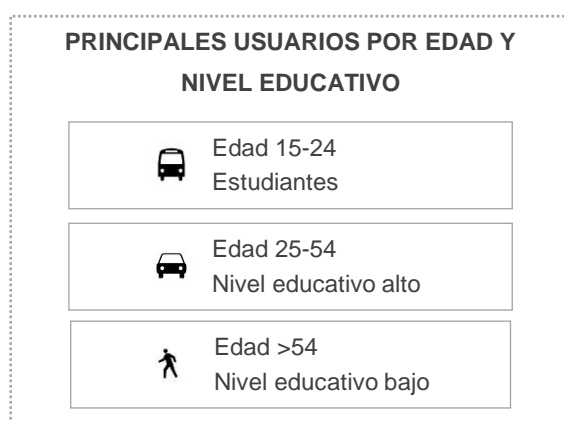 PRINCIPALES USUARIOS POR EDAD Y
NIVEL EDUCATIVO
Edad 15-24
Estudiantes
Edad 25-54
Nivel educativo alto
Edad >54
Nivel educativo bajo